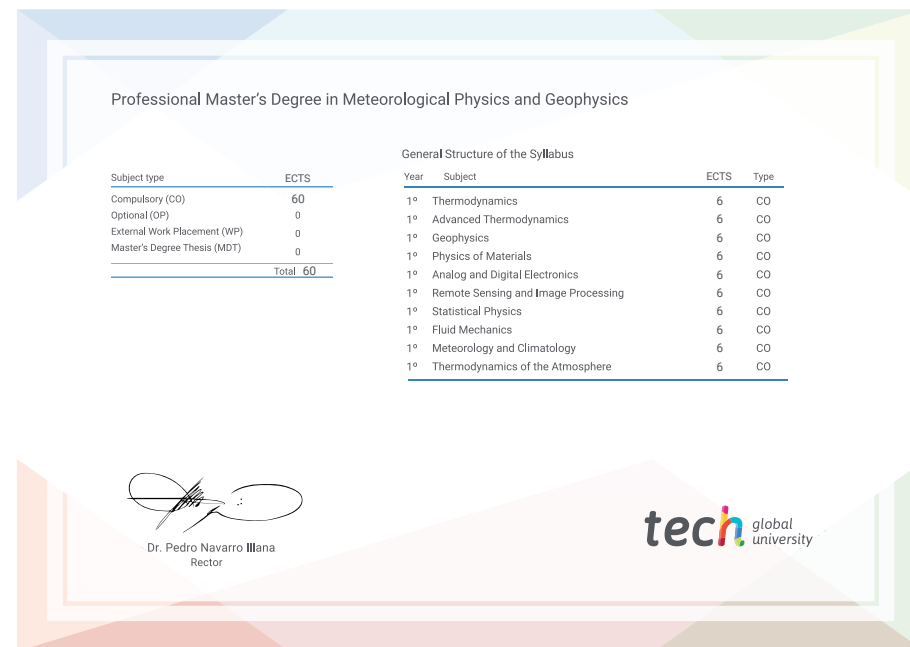 Professional Master's Degree in Meteorological Physics and Geophysics
Subject type ECTS
Compulsory (CO) 60
Optional (OP) 0
External Work Placement (WP) 0
Master's Degree Thesis (MDT) 0
Total 60
General Structure of the Syllabus
Year Subject ECTS Type
1º Thermodynamics 6 CO
1º Advanced Thermodynamics 6 CO
1º Geophysics 6 CO
1º Physics of Materials 6 CO
1º Analog and Digital Electronics 6 CO
1º Remote Sensing and Image Processing 6 CO
1º Statistical Physics 6 CO
1º Fluid Mechanics 6 CO
1º Meteorology and Climatology 6 CO
1º Thermodynamics of the Atmosphere 6 CO
Dr. Pedro Navarro Illana
Rector
tech global
university